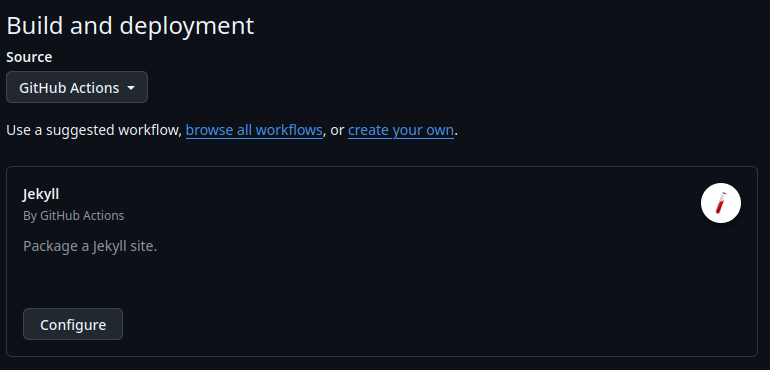 Build and deployment
Source
GitHub Actions
Use a suggested workflow, browse all workflows, or create your own.
Jekyll
By GitHub Actions
Package a Jekyll site.
Configure